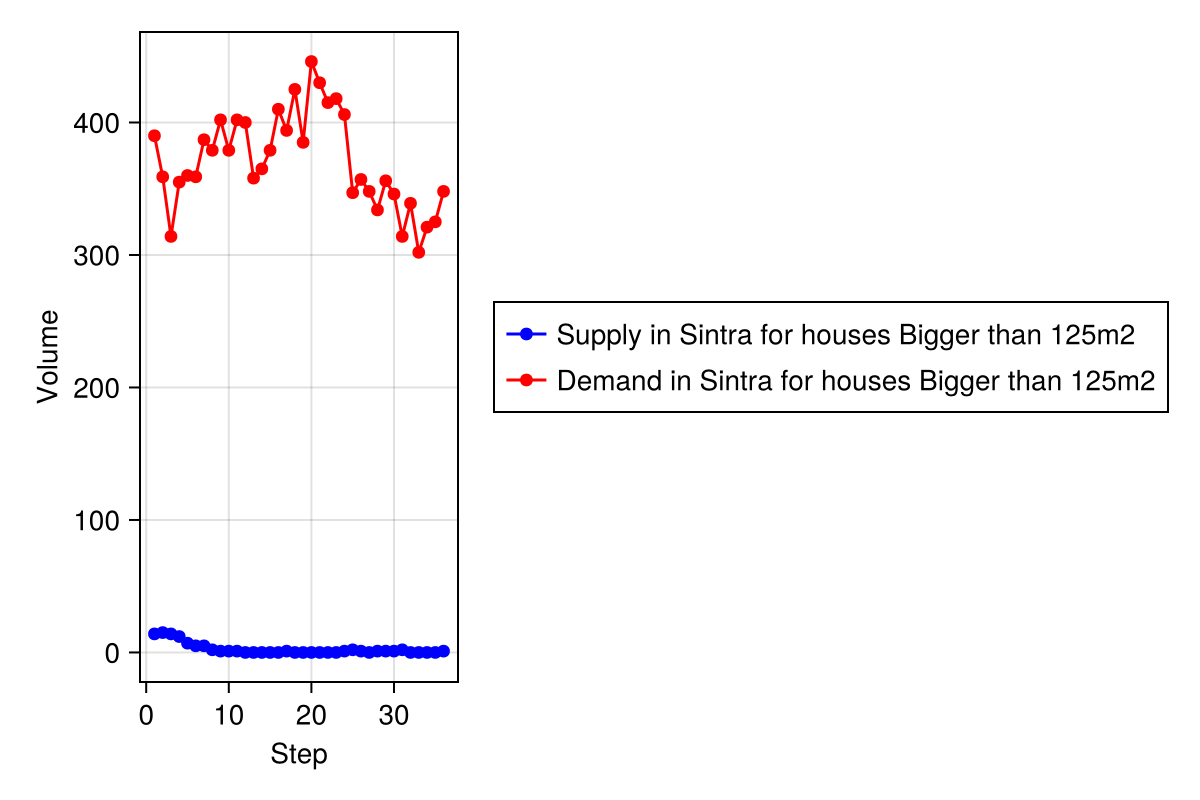 Volume
400
300
200
100
0
0 10 20 30
Step
Supply in Sintra for houses Bigger than 125m2
Demand in Sintra for houses Bigger than 125m2